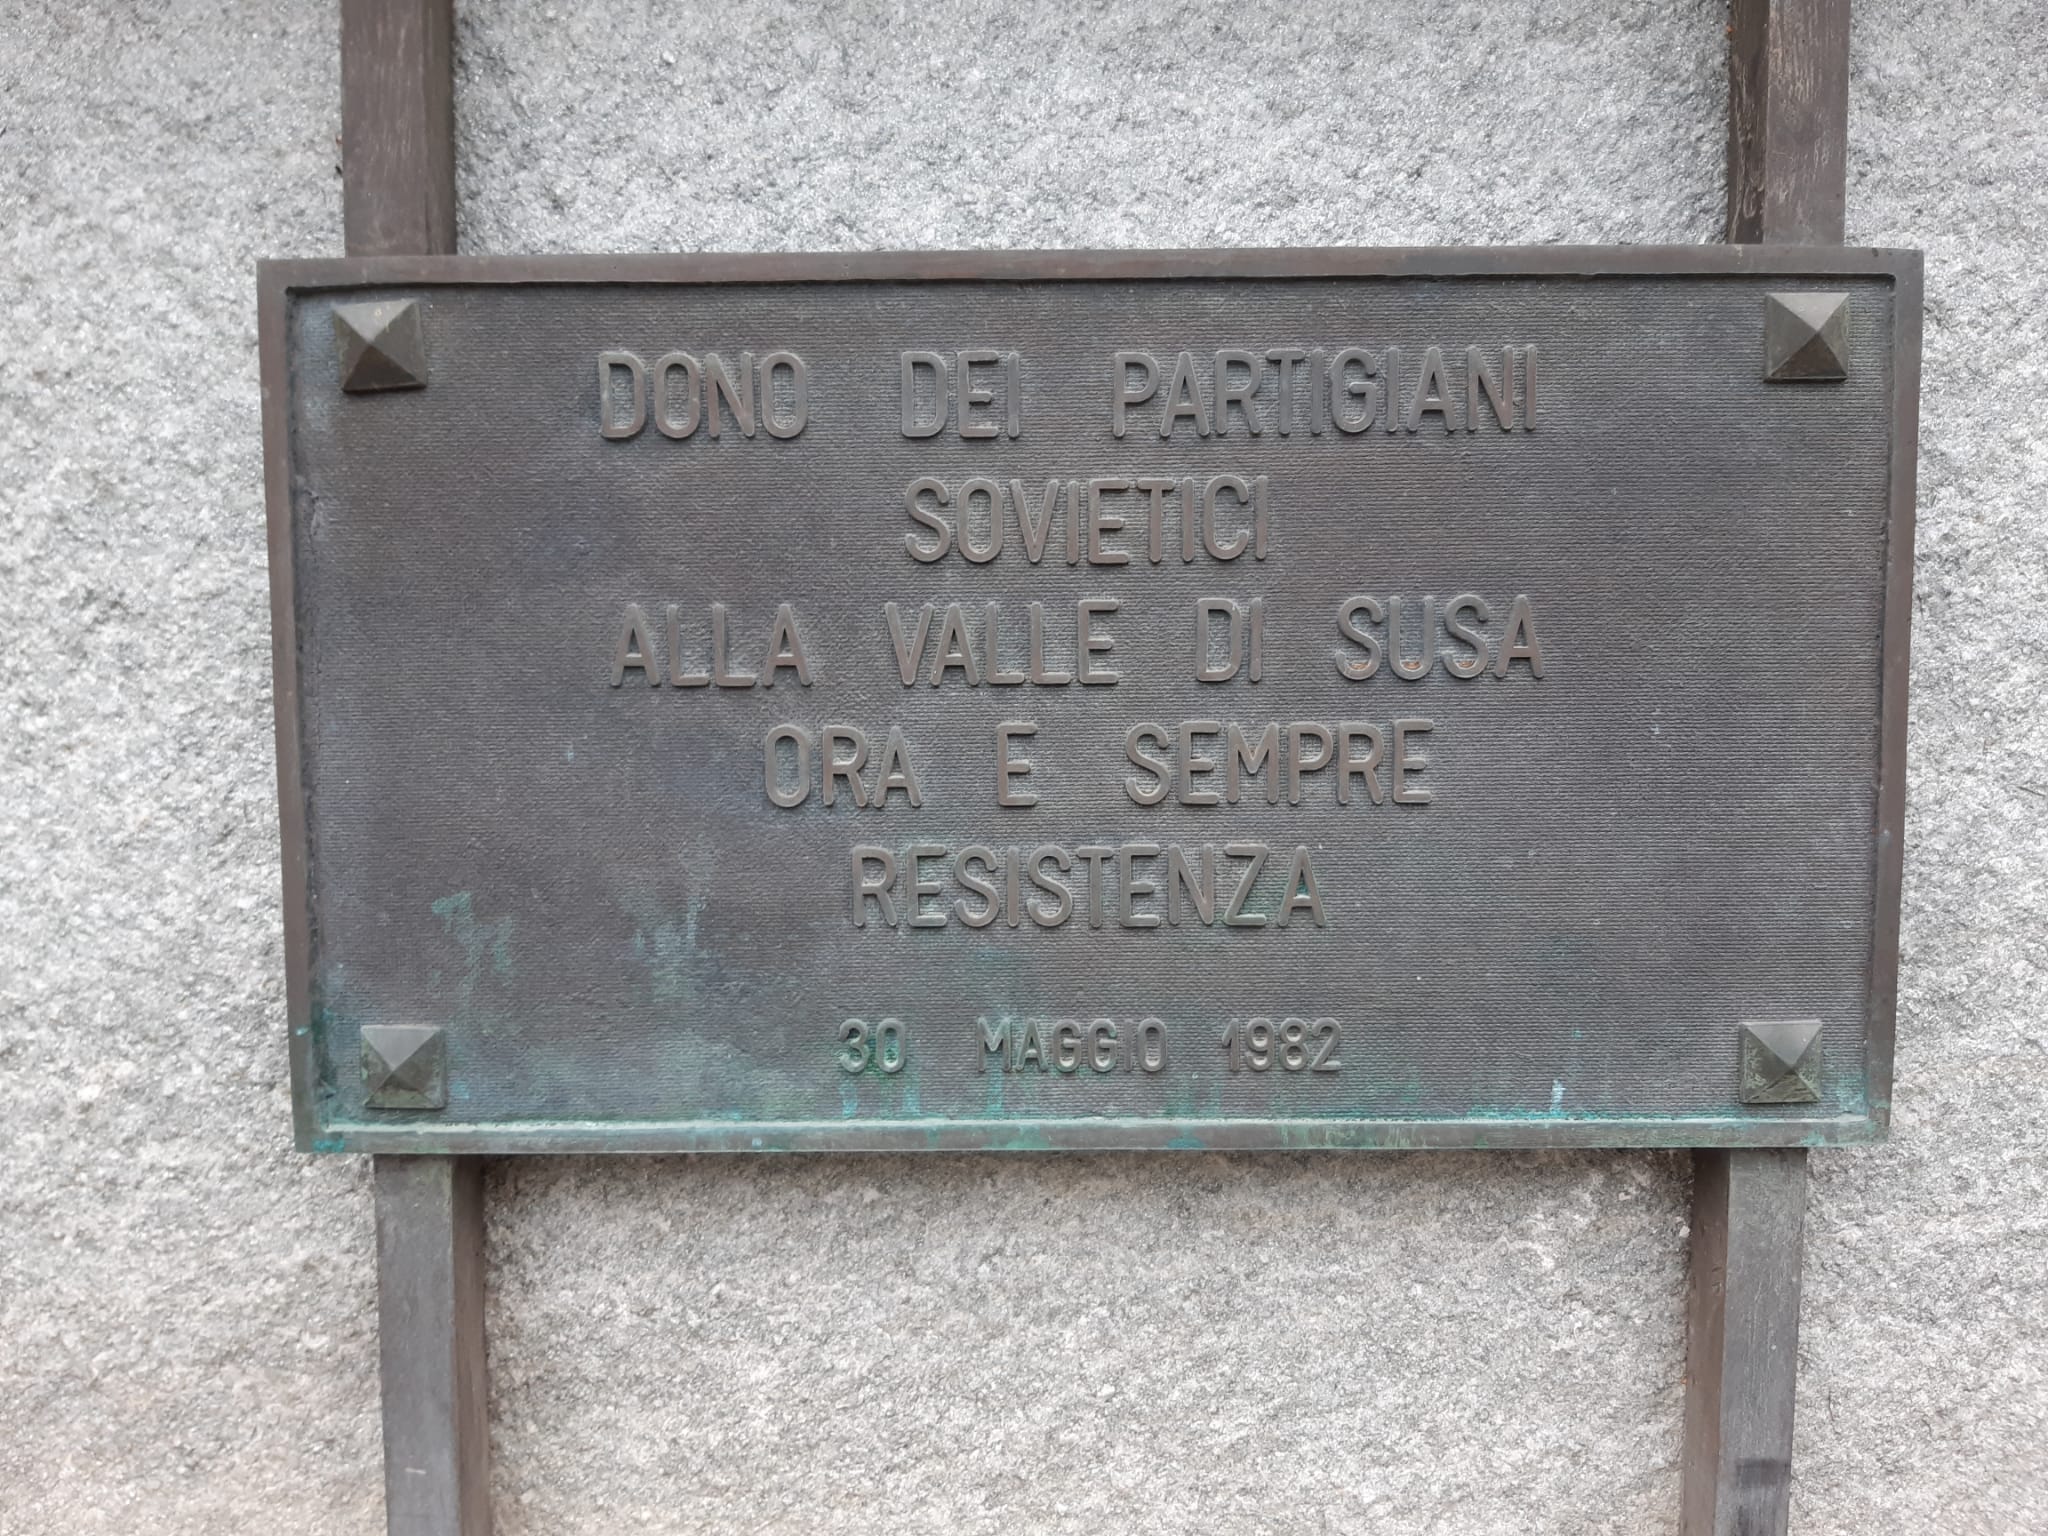 DONO DEI PARTIGIANI
SOVIETICI
ALLA VALLE DI SUSA
ORA E SEMPRE
RESISTENZA
30 MAGGIO 1982